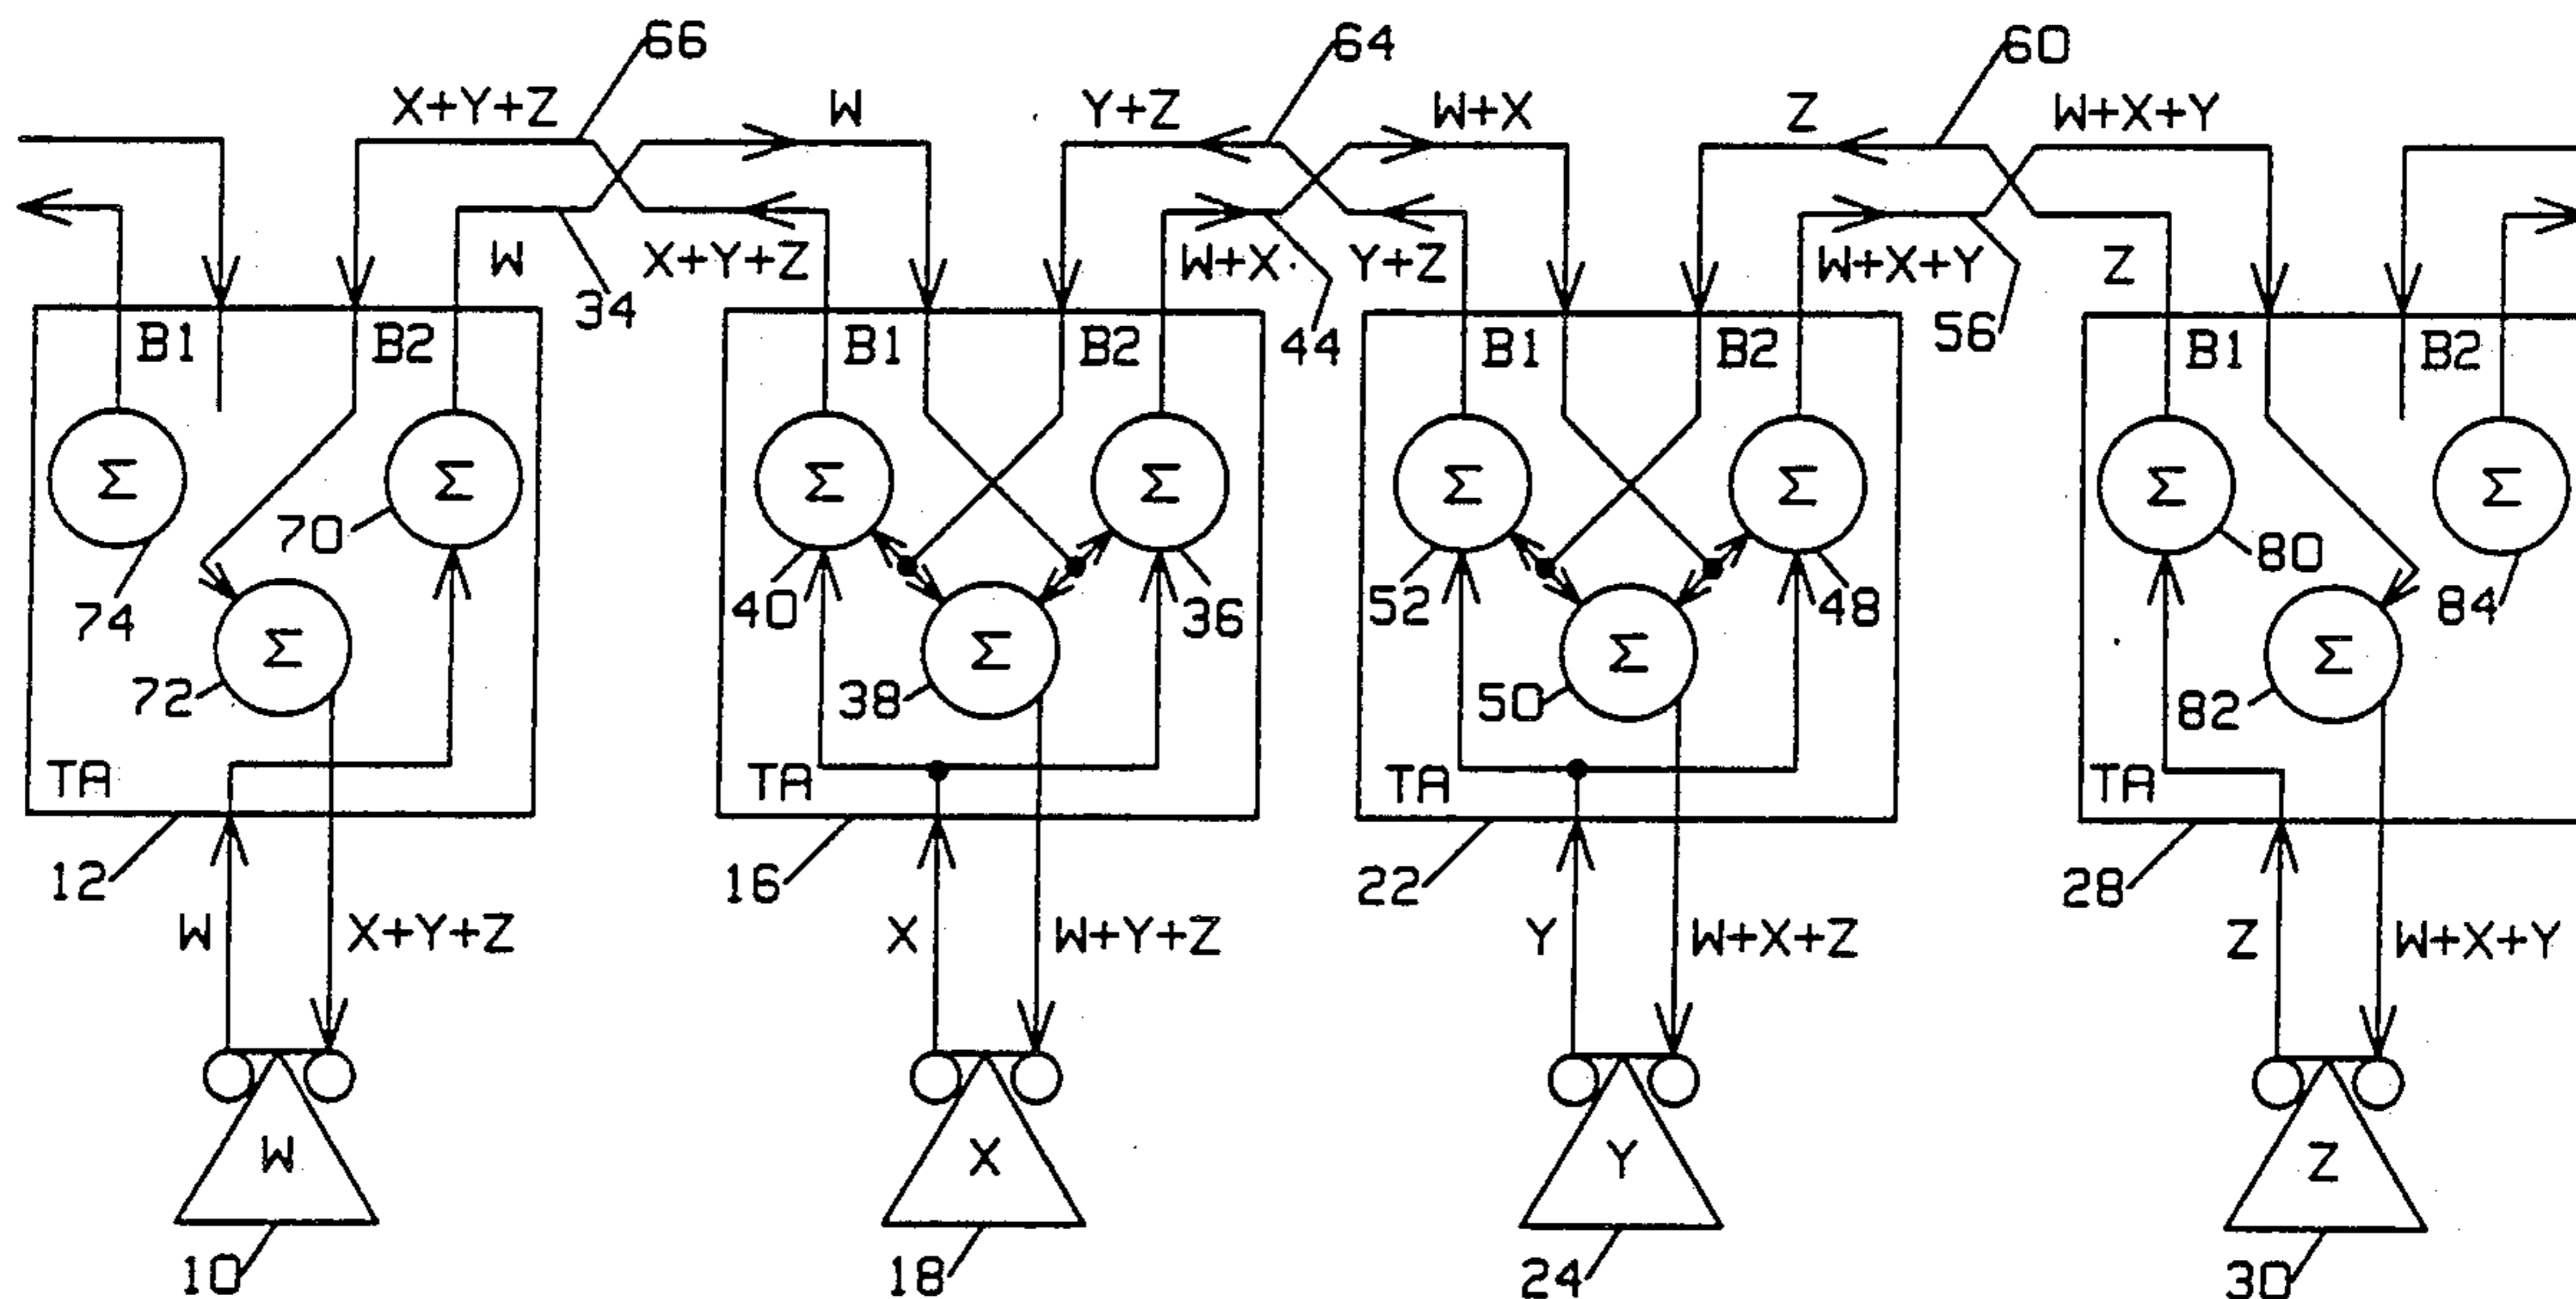 66 64 60
X+Y+Z W Y+Z W+X Z W+X+Y
W X+Y+Z W+X Y+Z W+X+Y Z
34 44 56
B1 B2 B1 B2 B1 B2 B1 B2
Σ Σ Σ Σ Σ Σ Σ Σ
70 80
74 40 36 52 48 84
Σ Σ Σ Σ
72 38 50 82
TA TA TA TA
12 16 22 28
W X+Y+Z X W+Y+Z Y W+X+Z Z W+X+Y
W X Y Z
10 18 24 30